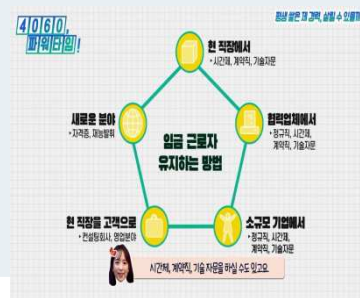 4060,
파워타임!
평생 쌓은 제 경력, 살릴 수 있을까
현 직장에서
• 시간제, 계약직, 기술자문
새로운 분야
• 자격증, 재능발휘
협력업체에서
• 정규직, 시간제,
계약직, 기술자문
임금 근로자
유지하는 방법
현 직장을 고객으로
• 컨설팅회사, 영업분야
소규모 기업에서
• 정규직, 시간제,
계약직, 기술자문
시간제, 계약직, 기술 자문을 하실 수도 있고요.